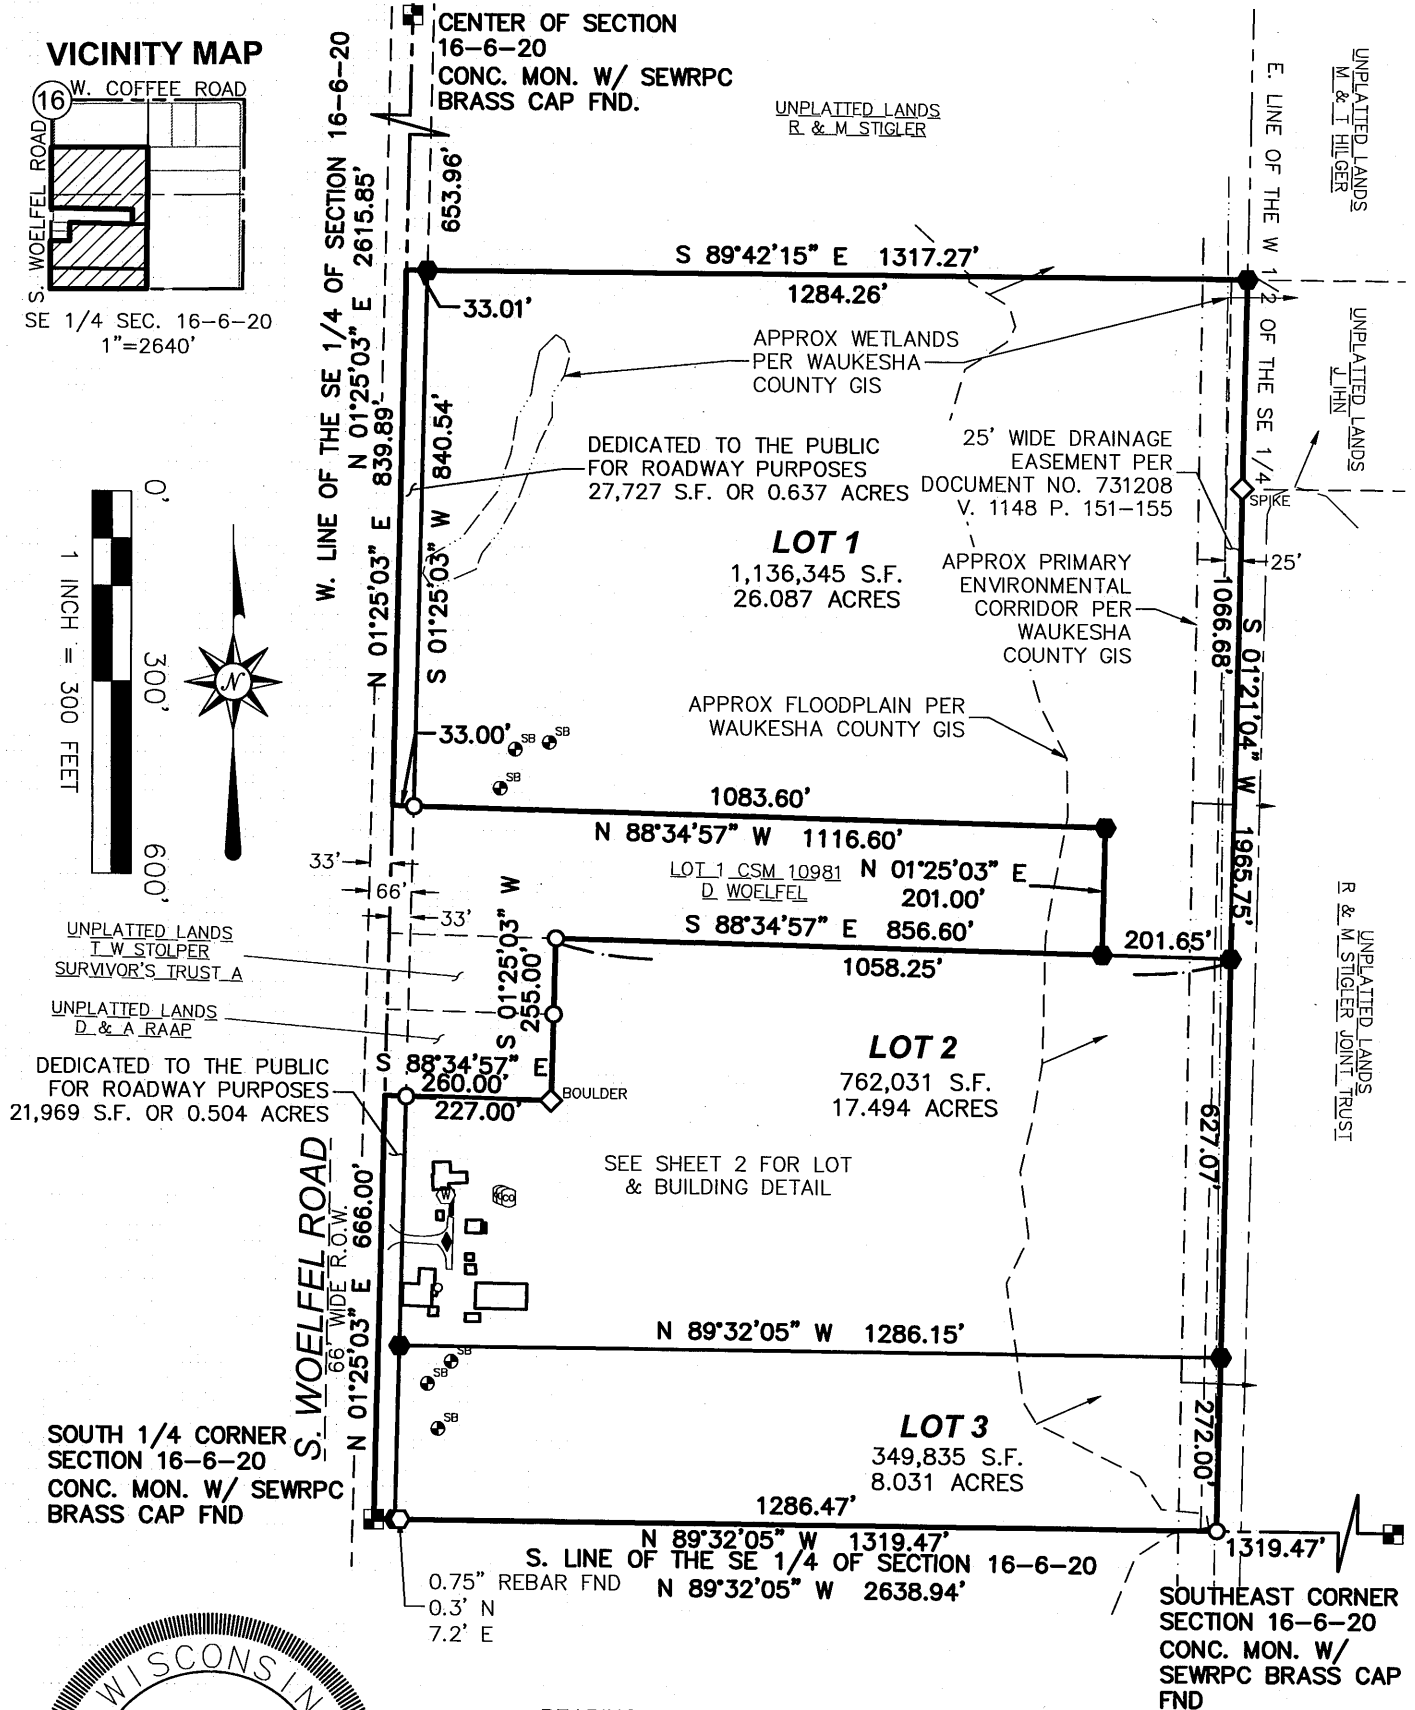 CENTER OF SECTION
16-6-20
CONC. MON. W/ SEWRPC
BRASS CAP FND.
VICINITY MAP
16
W. COFFEE ROAD
S. WOELFEL ROAD
SE 1/4 SEC. 16-6-20
1"=2640'
W. LINE OF THE SE 1/4 OF SECTION 16-6-20
N 01°25'03" E 2615.85'
653.96'
UNPLATTED LANDS
R & M STIGLER
E. LINE OF THE W 1/2 OF THE SE 1/4
UNPLATTED LANDS
M & T HILGER
S 89°42'15" E 1317.27'
1284.26'
33.01'
APPROX WETLANDS
PER WAUKESHA
COUNTY GIS
UNPLATTED LANDS
J IHN
N 01°25'03" E 839.89'
S 01°25'03" W 840.54'
DEDICATED TO THE PUBLIC
FOR ROADWAY PURPOSES
27,727 S.F. OR 0.637 ACRES
25' WIDE DRAINAGE
EASEMENT PER
DOCUMENT NO. 731208
V. 1148 P. 151-155
SPIKE
0'
300'
600'
1 INCH = 300 FEET
N
LOT 1
1,136,345 S.F.
26.087 ACRES
APPROX PRIMARY
ENVIRONMENTAL
CORRIDOR PER
WAUKESHA
COUNTY GIS
25'
1066.68'
S 01°21'04" W 1965.75'
APPROX FLOODPLAIN PER
WAUKESHA COUNTY GIS
33.00'
SB
SB
SB
1083.60'
N 88°34'57" W 1116.60'
33'
66'
33'
LOT 1 CSM 10981
D WOELFEL
N 01°25'03" E
201.00'
S 88°34'57" E 856.60'
201.65'
1058.25'
UNPLATTED LANDS
T W STOLPER
SURVIVOR'S TRUST A
S 01°25'03" W
255.00'
UNPLATTED LANDS
R & M STIGLER JOINT TRUST
UNPLATTED LANDS
D & A RAAP
LOT 2
762,031 S.F.
17.494 ACRES
DEDICATED TO THE PUBLIC
FOR ROADWAY PURPOSES
21,969 S.F. OR 0.504 ACRES
S 88°34'57" E
260.00'
227.00'
BOULDER
627.07'
SEE SHEET 2 FOR LOT
& BUILDING DETAIL
W
CO
S. WOELFEL ROAD
66' WIDE R.O.W.
N 01°25'03" E 666.00'
N 89°32'05" W 1286.15'
SB
SB
SB
LOT 3
349,835 S.F.
8.031 ACRES
272.00'
SOUTH 1/4 CORNER
SECTION 16-6-20
CONC. MON. W/ SEWRPC
BRASS CAP FND
1286.47'
N 89°32'05" W 1319.47'
S. LINE OF THE SE 1/4 OF SECTION 16-6-20
N 89°32'05" W 2638.94'
1319.47'
0.75" REBAR FND
0.3' N
7.2' E
SOUTHEAST CORNER
SECTION 16-6-20
CONC. MON. W/
SEWRPC BRASS CAP
FND
WISCONSIN